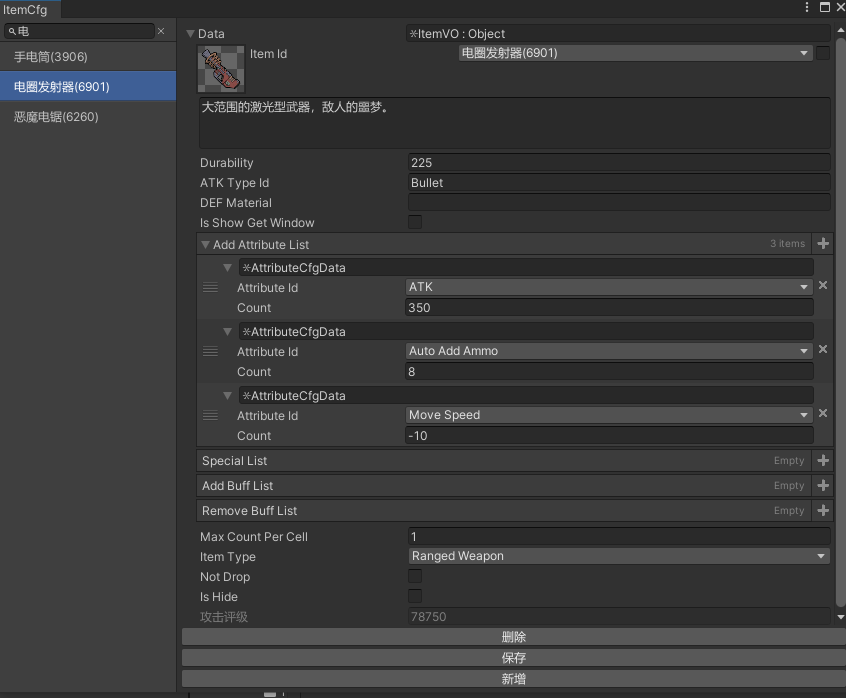 ItemCfg
电
手电筒(3906)
电圈发射器(6901)
恶魔电锯(6260)
Data
※ItemVO : Object
Item Id
电圈发射器(6901)
大范围的激光型武器，敌人的噩梦。
Durability
225
ATK Type Id
Bullet
DEF Material
Is Show Get Window
Add Attribute List
3 items
※AttributeCfgData
Attribute Id
ATK
Count
350
※AttributeCfgData
Attribute Id
Auto Add Ammo
Count
8
※AttributeCfgData
Attribute Id
Move Speed
Count
-10
Special List
Empty
Add Buff List
Empty
Remove Buff List
Empty
Max Count Per Cell
1
Item Type
Ranged Weapon
Not Drop
Is Hide
攻击评级
78750
删除
保存
新增